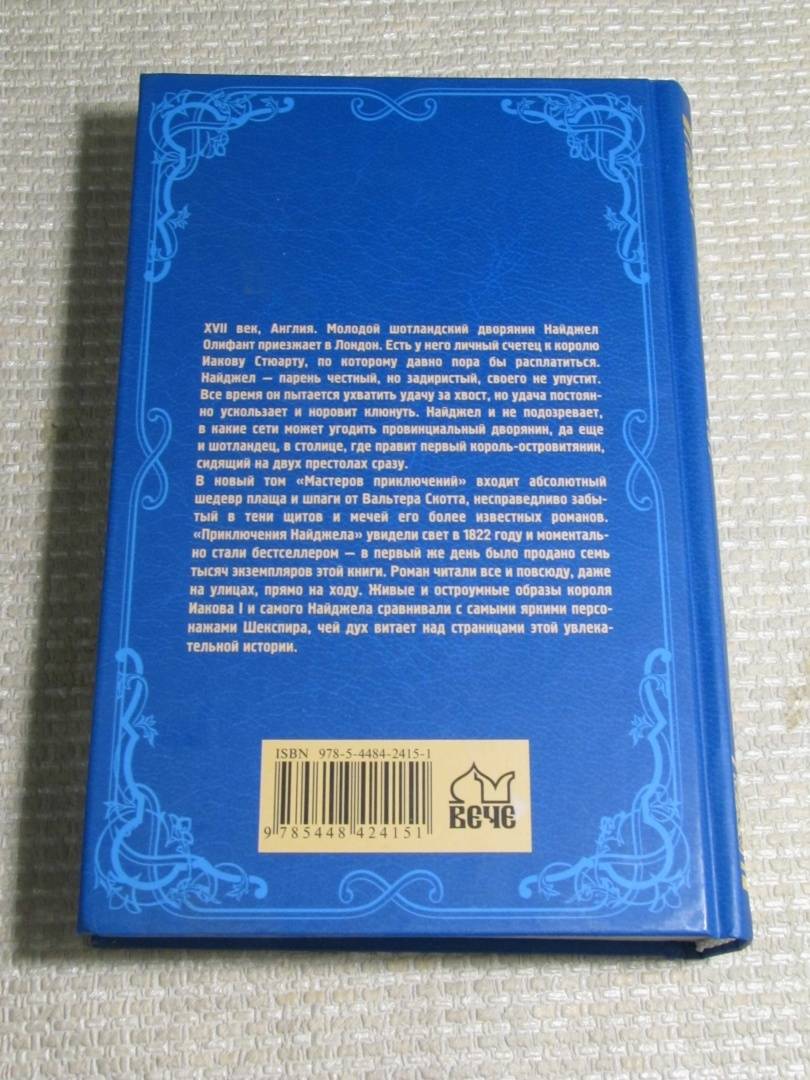 XVII век, Англия. Молодой шотландский дворянин Найджел
Олифант приезжает в Лондон. Есть у него личный счетец к королю
Иакову Стюарту, по которому давно пора бы расплатиться.
Найджел — парень честный, но задиристый, своего не упустит.
Все время он пытается ухватить удачу за хвост, но удача постоян-
но ускользает и норовит клюнуть. Найджел и не подозревает,
в какие сети может угодить провинциальный дворянин, да еще
и шотландец, в столице, где правит первый король-островитянин,
сидящий на двух престолах сразу.
В новый том «Мастеров приключений» входит абсолютный
шедевр плаща и шпаги от Вальтера Скотта, несправедливо забы-
тый в тени щитов и мечей его более известных романов.
«Приключения Найджела» увидели свет в 1822 году и моменталь-
но стали бестселлером — в первый же день было продано семь
тысяч экземпляров этой книги. Роман читали все и повсюду, даже
на улицах, прямо на ходу. Живые и остроумные образы короля
Иакова I и самого Найджела сравнивали с самыми яркими персо-
нажами Шекспира, чей дух витает над страницами этой увлека-
тельной истории.
ISBN 978-5-4484-2415-1
9 785448 424151
ВЕЧЕ